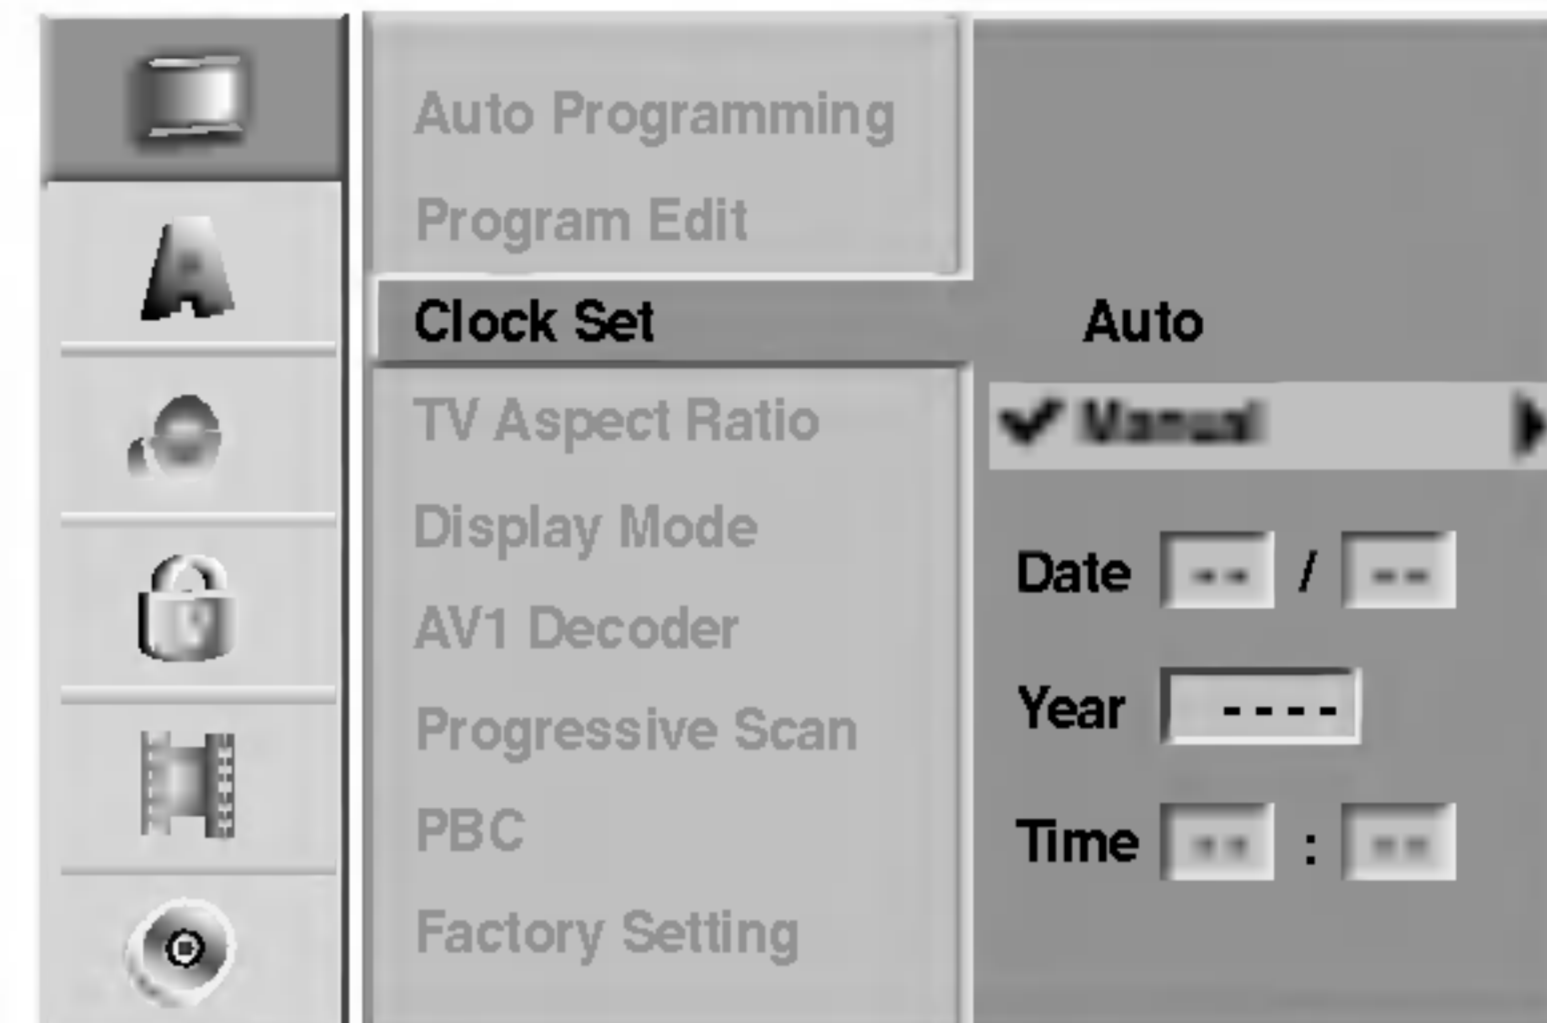 Auto Programming
Program Edit
Clock Set
TV Aspect Ratio
Display Mode
AV1 Decoder
Progressive Scan
PBC
Factory Setting
Auto
✔ Manual
Date -- / --
Year ----
Time -- : --